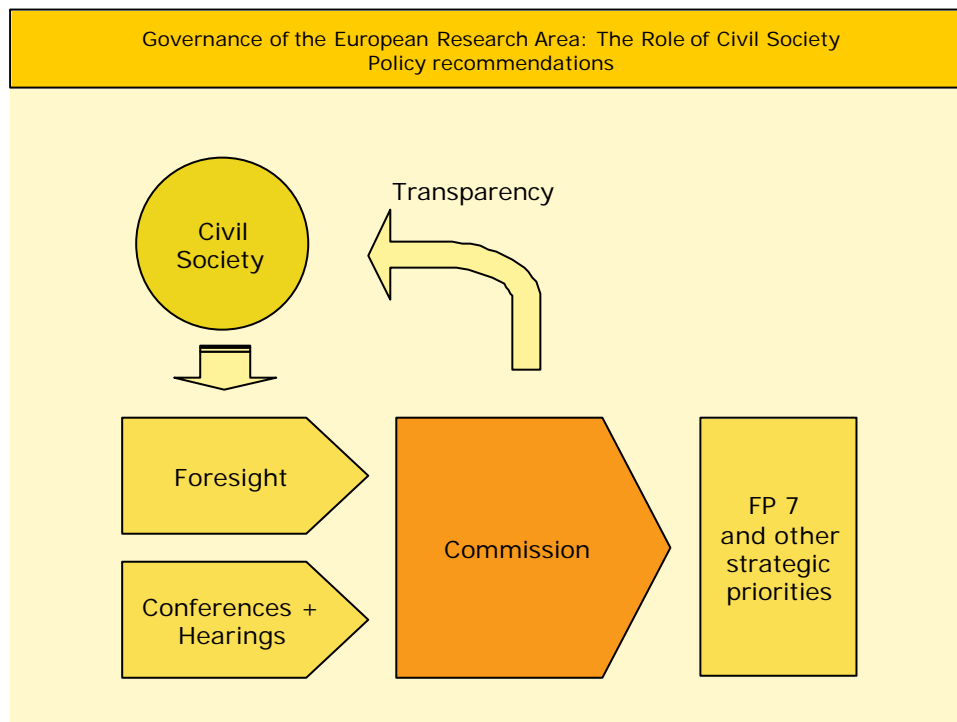 Governance of the European Research Area: The Role of Civil Society
Policy recommendations
Transparency
Civil
Society
Foresight
Commission
FP 7
and other
strategic
priorities
Conferences +
Hearings